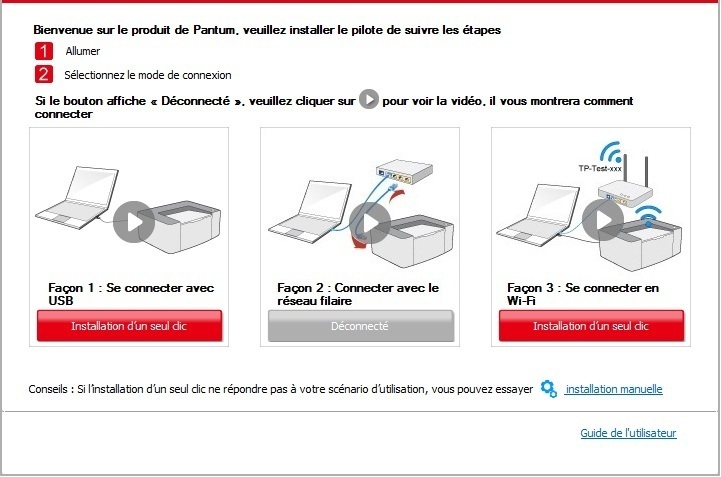 Bienvenue sur le produit de Pantum, veuillez installer le pilote de suivre les étapes
1 Allumer
2 Sélectionnez le mode de connexion
Si le bouton affiche « Déconnecté », veuillez cliquer sur pour voir la vidéo, il vous montrera comment
connecter
TP-Test-xxx
Façon 1 : Se connecter avec
USB
Installation d'un seul clic
Façon 2 : Connecter avec le
réseau filaire
Déconnecté
Façon 3 : Se connecter en
Wi-Fi
Installation d'un seul clic
Conseils : Si l'installation d'un seul clic ne répondre pas à votre scénario d'utilisation, vous pouvez essayer installation manuelle
Guide de l'utilisateur